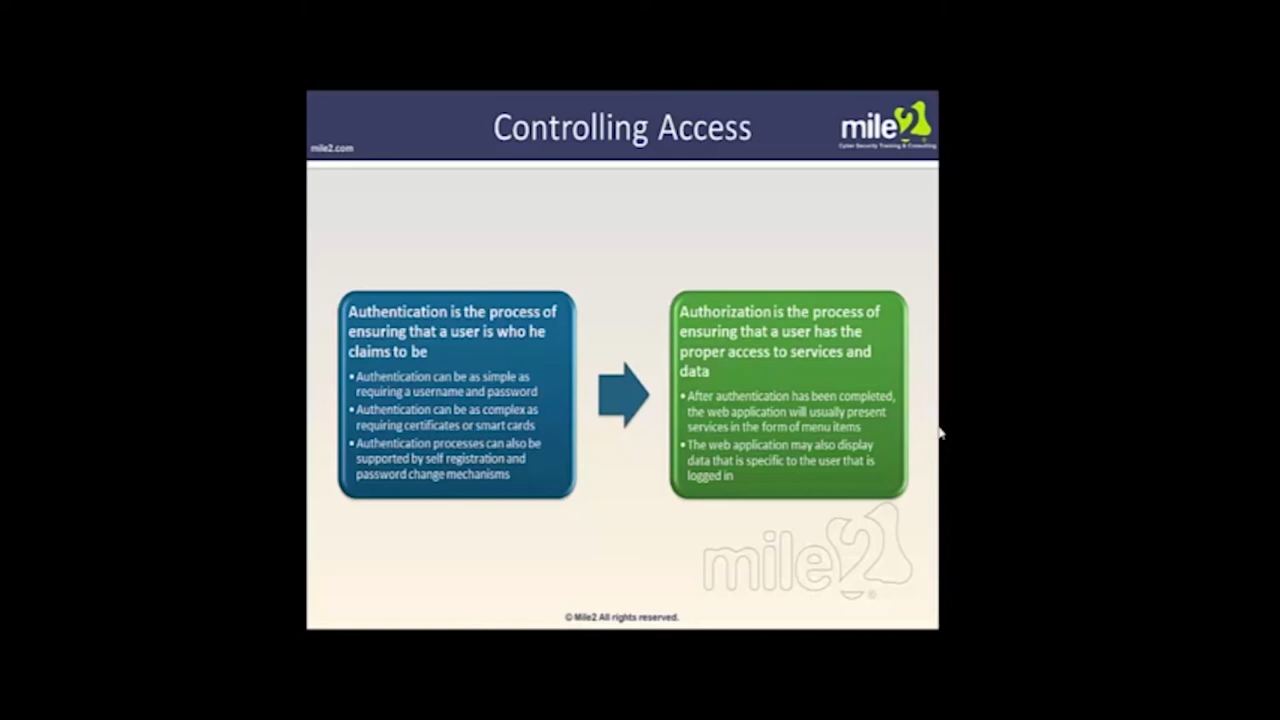 Controlling Access
mile2
Cyber Security Training & Consulting
mile2.com
Authentication is the process of
ensuring that a user is who he
claims to be
• Authentication can be as simple as
requiring a username and password
• Authentication can be as complex as
requiring certificates or smart cards
• Authentication processes can also be
supported by self registration and
password change mechanisms
Authorization is the process of
ensuring that a user has the
proper access to services and
data
• After authentication has been completed,
the web application will usually present
services in the form of menu items
• The web application may also display
data that is specific to the user that is
logged in
mile2®
© Mile2 All rights reserved.